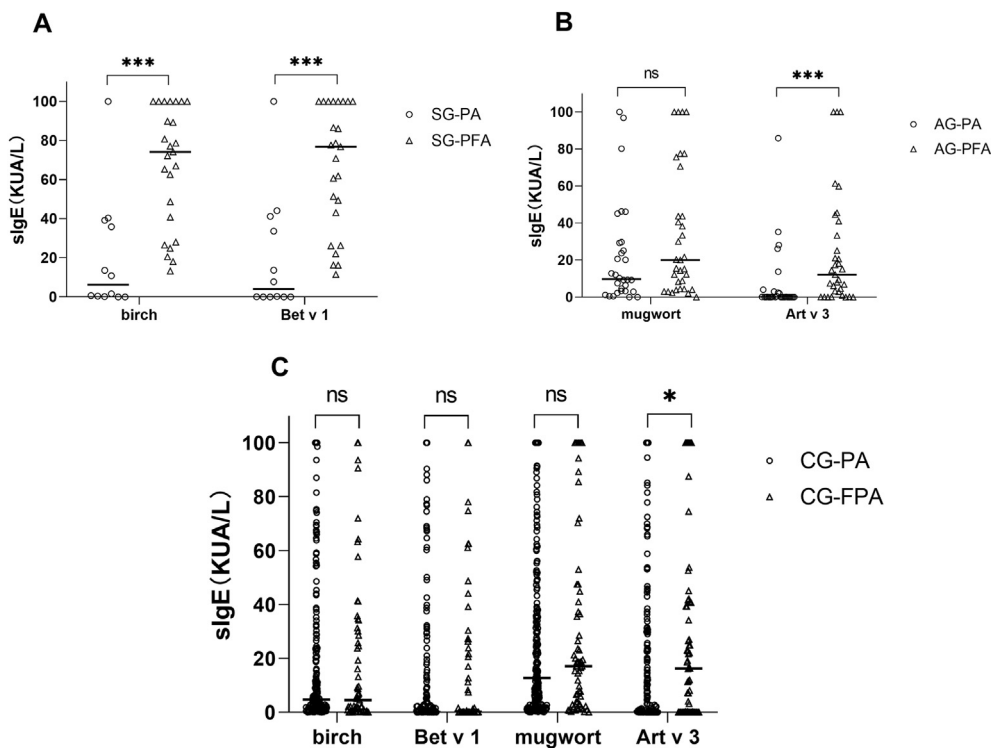 A
***
***
100
80
60
40
20
0
sIgE(KUA/L)
birch
Bet v 1
SG-PA
SG-PFA
B
ns
***
100
80
60
40
20
0
sIgE(KUA/L)
mugwort
Art v 3
AG-PA
AG-PFA
C
ns
ns
ns
*
100
80
60
40
20
0
sIgE(KUA/L)
birch
Bet v 1
mugwort
Art v 3
CG-PA
CG-FPA